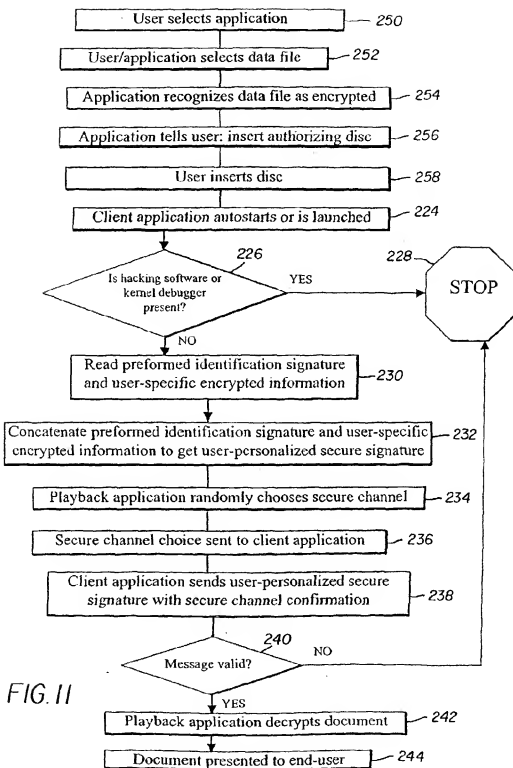 User selects application
250
User/application selects data file
252
Application recognizes data file as encrypted
254
Application tells user: insert authorizing disc
256
User inserts disc
258
Client application autostarts or is launched
224
226
Is hacking software or
kernel debugger
present?
YES
228
STOP
NO
Read preformed identification signature
and user-specific encrypted information
230
Concatenate preformed identification signature and user-specific
encrypted information to get user-personalized secure signature
232
Playback application randomly chooses secure channel
234
Secure channel choice sent to client application
236
Client application sends user-personalized secure
signature with secure channel confirmation
238
240
Message valid?
NO
YES
FIG. 11
Playback application decrypts document
242
Document presented to end-user
244